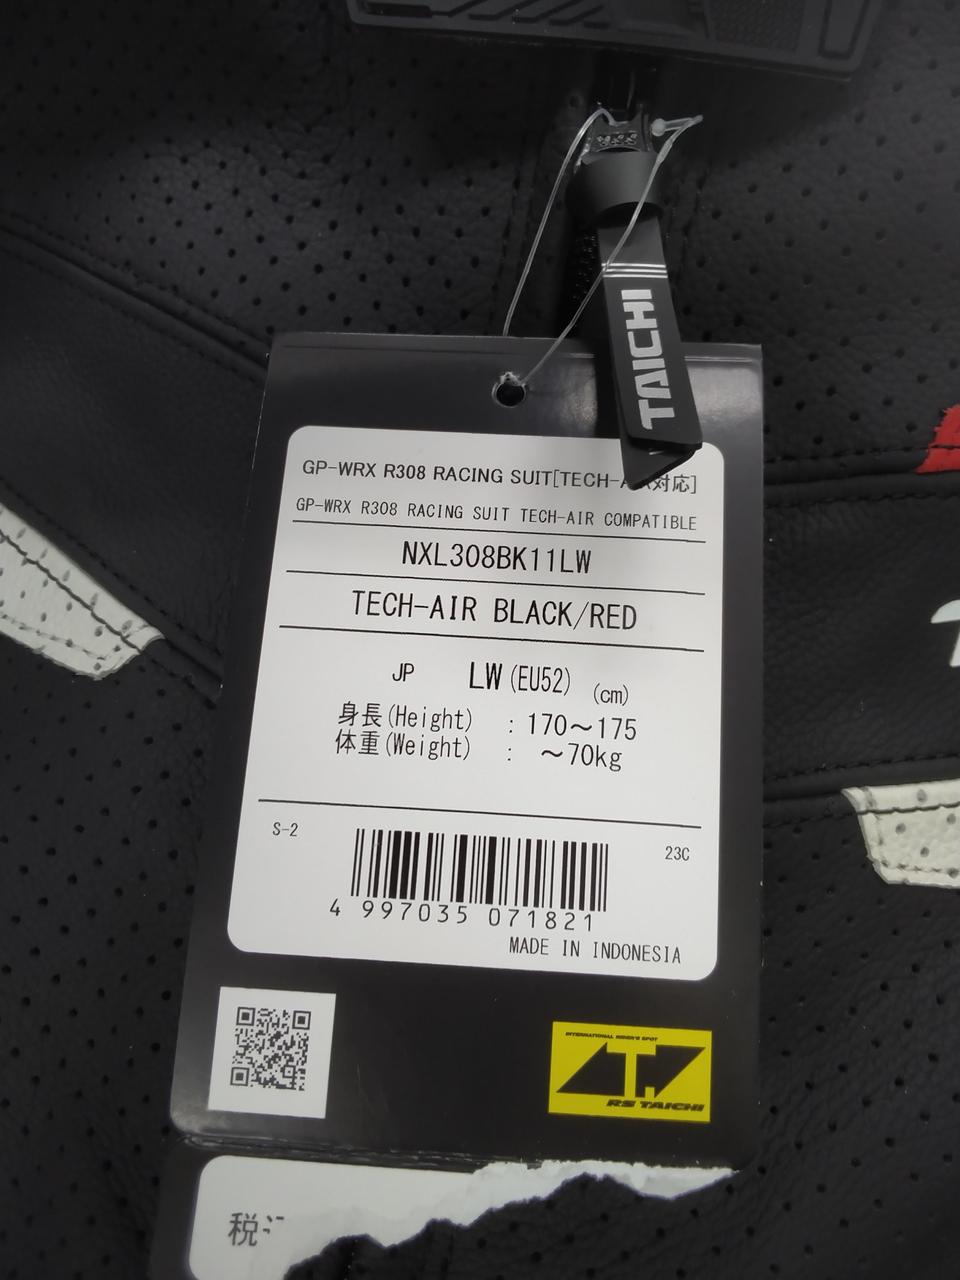 TAICHI
GP-WRX R308 RACING SUIT[TECH-AIR対応]
GP-WRX R308 RACING SUIT TECH-AIR COMPATIBLE
NXL308BK11LW
TECH-AIR BLACK/RED
JP LW(EU52) (cm)
身長(Height) : 170～175
体重(Weight) : ～70kg
S-2
23C
4 997035 071821
MADE IN INDONESIA
INTERNATIONAL RIDER'S SPOT
RS TAICHI
税